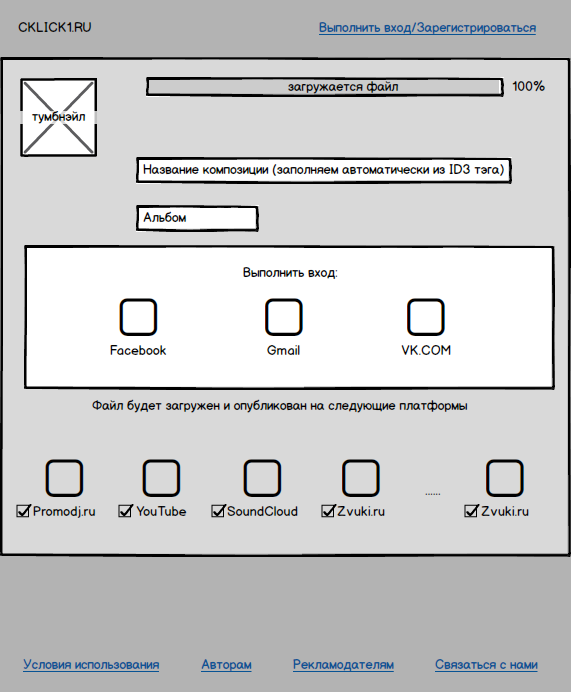 CKLICK1.RU
Выполнить вход/Зарегистрироваться
загружается файл
100%
тумбнэйл
Название композиции (заполняем автоматически из ID3 тэга)
Альбом
Выполнить вход:
Facebook Gmail VK.COM
Файл будет загружен и опубликован на следующие платформы
......
Promodj.ru YouTube SoundCloud Zvuki.ru Zvuki.ru
Условия использования Авторам Рекламодателям Связаться с нами